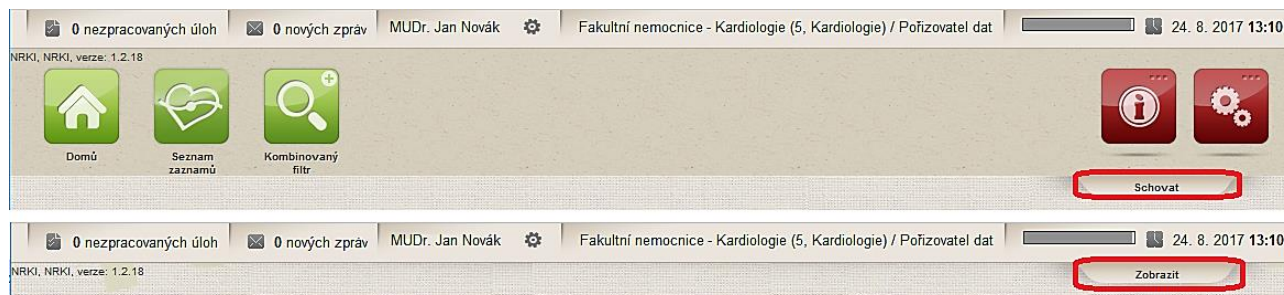 0 nezpracovaných úloh 0 nových zpráv MUDr. Jan Novák Fakultní nemocnice - Kardiologie (5, Kardiologie) / Pořizovatel dat 24. 8. 2017 13:10
NRKI, NRKI, verze: 1.2.18
Domů Seznam Kombinovaný
zaznamů filtr
Schovat
0 nezpracovaných úloh 0 nových zpráv MUDr. Jan Novák Fakultní nemocnice - Kardiologie (5, Kardiologie) / Pořizovatel dat 24. 8. 2017 13:10
NRKI, NRKI, verze: 1.2.18
Zobrazit